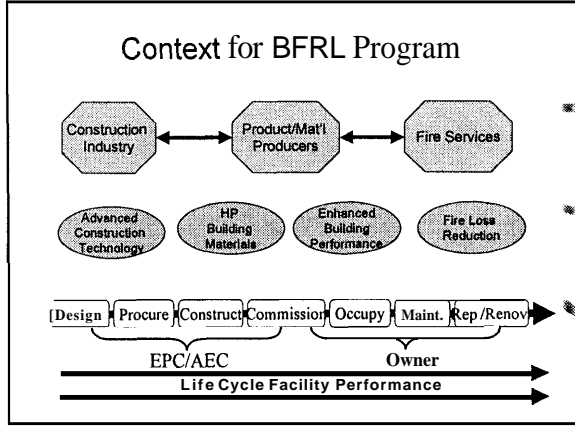 Context for BFRL Program
Construction
Industry
Product/Mat'l
Producers
Fire Services
Advanced
Construction
Technology
HP
Building
Materials
Enhanced
Building
Performance
Fire Loss
Reduction
[Design
Procure
Construct
Commission
Occupy
Maint.
Rep/Renov
EPC/AEC
Owner
Life Cycle Facility Performance